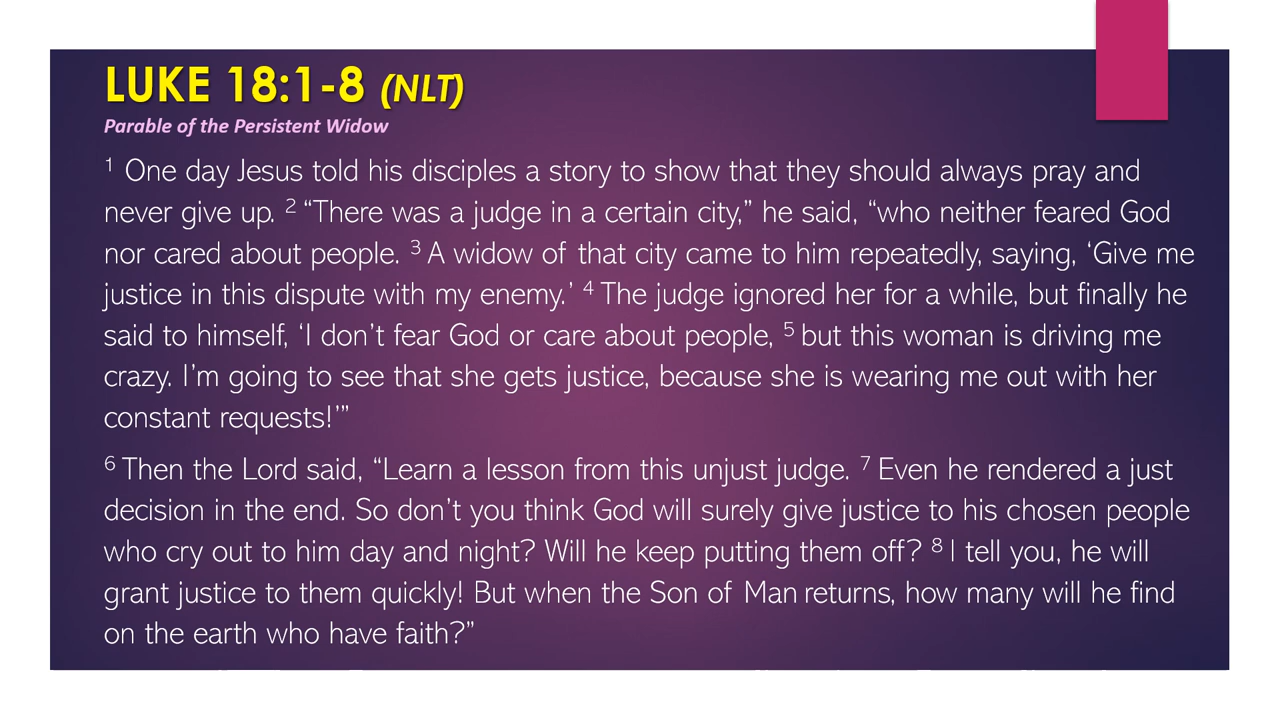 LUKE 18:1-8 (NLT)
Parable of the Persistent Widow
1 One day Jesus told his disciples a story to show that they should always pray and
never give up. 2 “There was a judge in a certain city,” he said, “who neither feared God
nor cared about people. 3 A widow of that city came to him repeatedly, saying, ‘Give me
justice in this dispute with my enemy.’ 4 The judge ignored her for a while, but finally he
said to himself, ‘I don’t fear God or care about people, 5 but this woman is driving me
crazy. I’m going to see that she gets justice, because she is wearing me out with her
constant requests!’”
6 Then the Lord said, “Learn a lesson from this unjust judge. 7 Even he rendered a just
decision in the end. So don’t you think God will surely give justice to his chosen people
who cry out to him day and night? Will he keep putting them off? 8 I tell you, he will
grant justice to them quickly! But when the Son of Man returns, how many will he find
on the earth who have faith?”